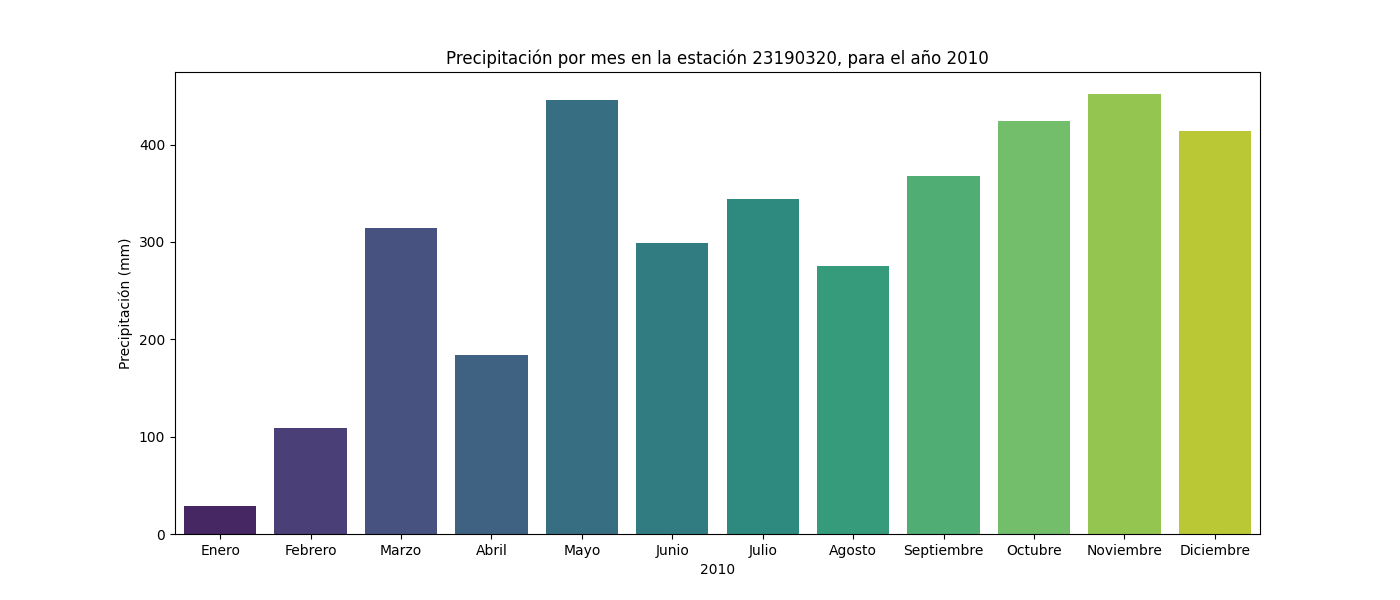 Precipitación por mes en la estación 23190320, para el año 2010
Precipitación (mm)
400
300
200
100
0
Enero Febrero Marzo Abril Mayo Junio Julio Agosto Septiembre Octubre Noviembre Diciembre
2010